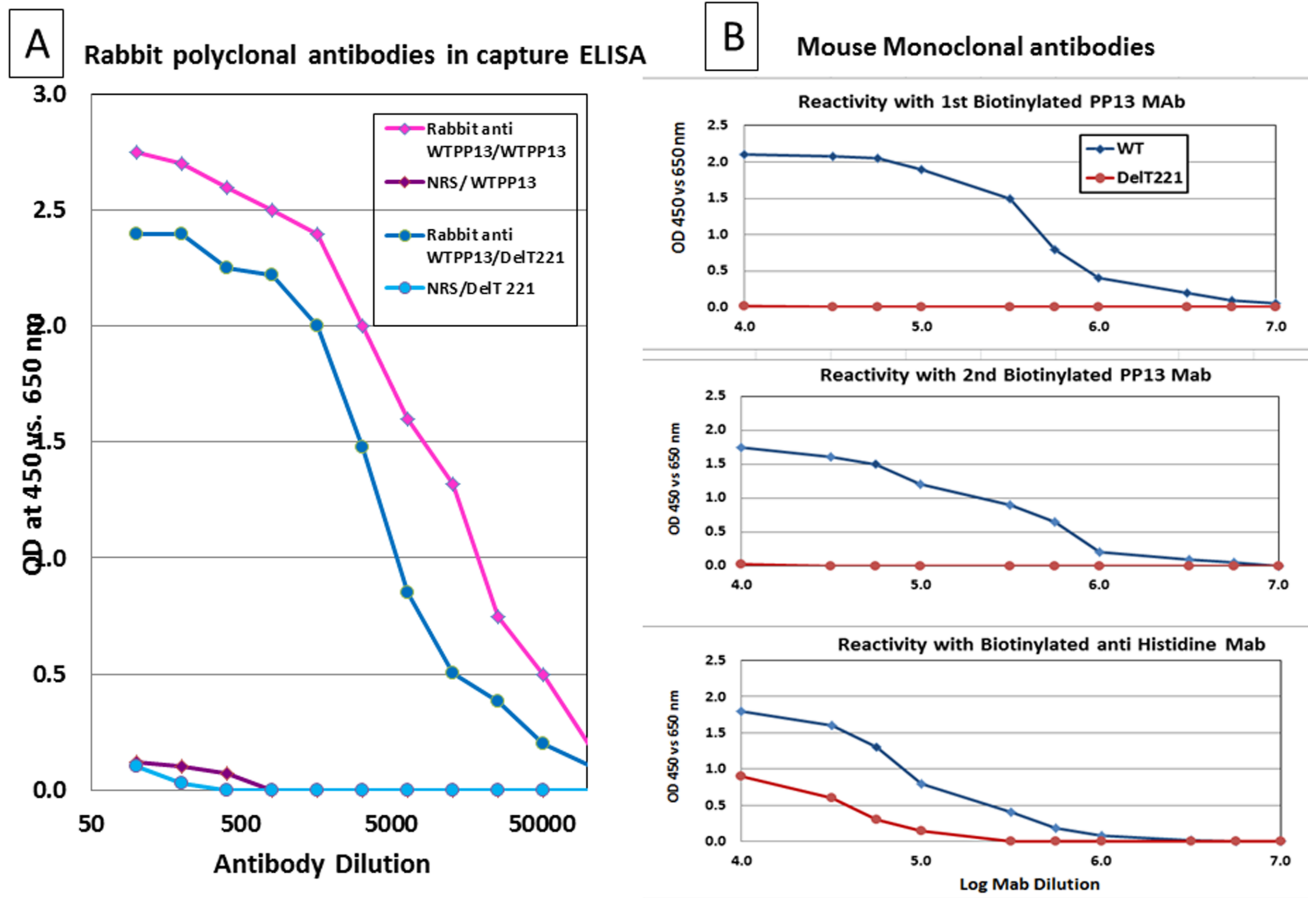 A
Rabbit polyclonal antibodies in capture ELISA
3.0
2.5
2.0
1.5
1.0
0.5
0.0
OD at 450 vs. 650 nm
50
500
5000
50000
Antibody Dilution
Rabbit anti
WTPP13/WTPP13
NRS/ WTPP13
Rabbit anti
WTPP13/DelT221
NRS/DelT 221
B
Mouse Monoclonal antibodies
Reactivity with 1st Biotinylated PP13 MAb
OD 450 vs 650 nm
2.5
2.0
1.5
1.0
0.5
0.0
4.0
5.0
6.0
7.0
WT
DelT221
Reactivity with 2nd Biotinylated PP13 Mab
OD 450 vs 650 nm
2.5
2.0
1.5
1.0
0.5
0.0
4.0
5.0
6.0
7.0
Reactivity with Biotinylated anti Histidine Mab
OD 450 vs 650 nm
2.5
2.0
1.5
1.0
0.5
0.0
4.0
5.0
6.0
7.0
Log Mab Dilution